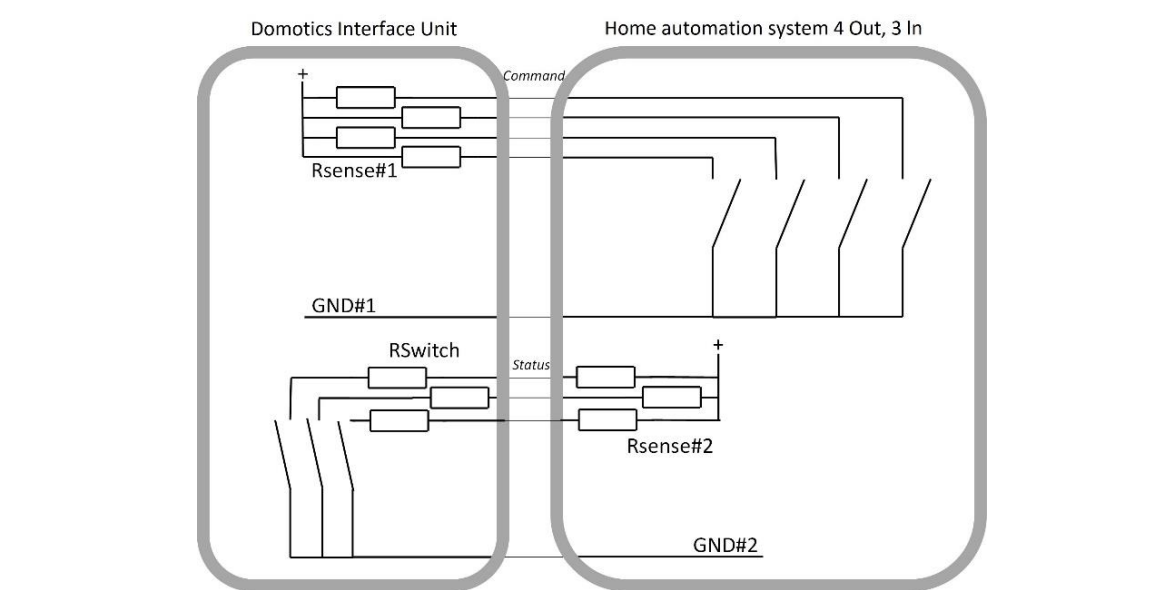 Domotics Interface Unit
Home automation system 4 Out, 3 In
+
Command
Rsense#1
GND#1
+
RSwitch
Status
Rsense#2
GND#2